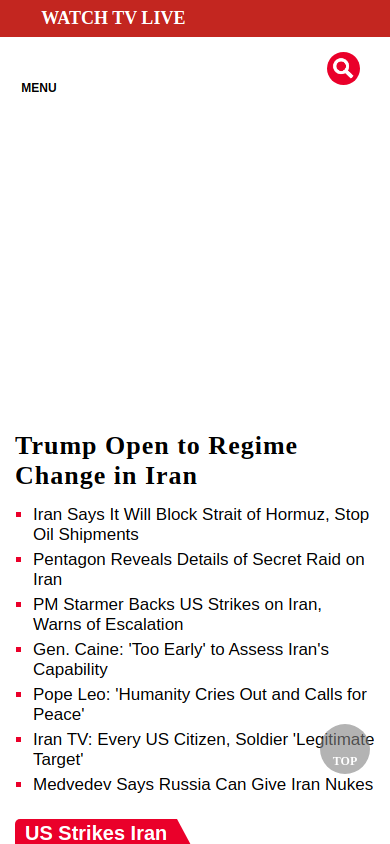 WATCH TV LIVE
MENU
Trump Open to Regime
Change in Iran
Iran Says It Will Block Strait of Hormuz, Stop
Oil Shipments
Pentagon Reveals Details of Secret Raid on
Iran
PM Starmer Backs US Strikes on Iran,
Warns of Escalation
Gen. Caine: 'Too Early' to Assess Iran's
Capability
Pope Leo: 'Humanity Cries Out and Calls for
Peace'
Iran TV: Every US Citizen, Soldier 'Legitimate
Target'
TOP
Medvedev Says Russia Can Give Iran Nukes
US Strikes Iran